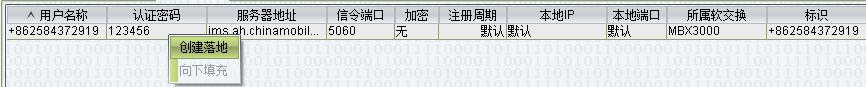 用户名称 认证密码 服务器地址 信令端口 加密 注册周期 本地IP 本地端口 所属软交换 标识
+862584372919 123456 ims.ah.chinamobil... 5060 无 默认 默认 默认 MBX3000 +862584372919
创建落地
向下填充